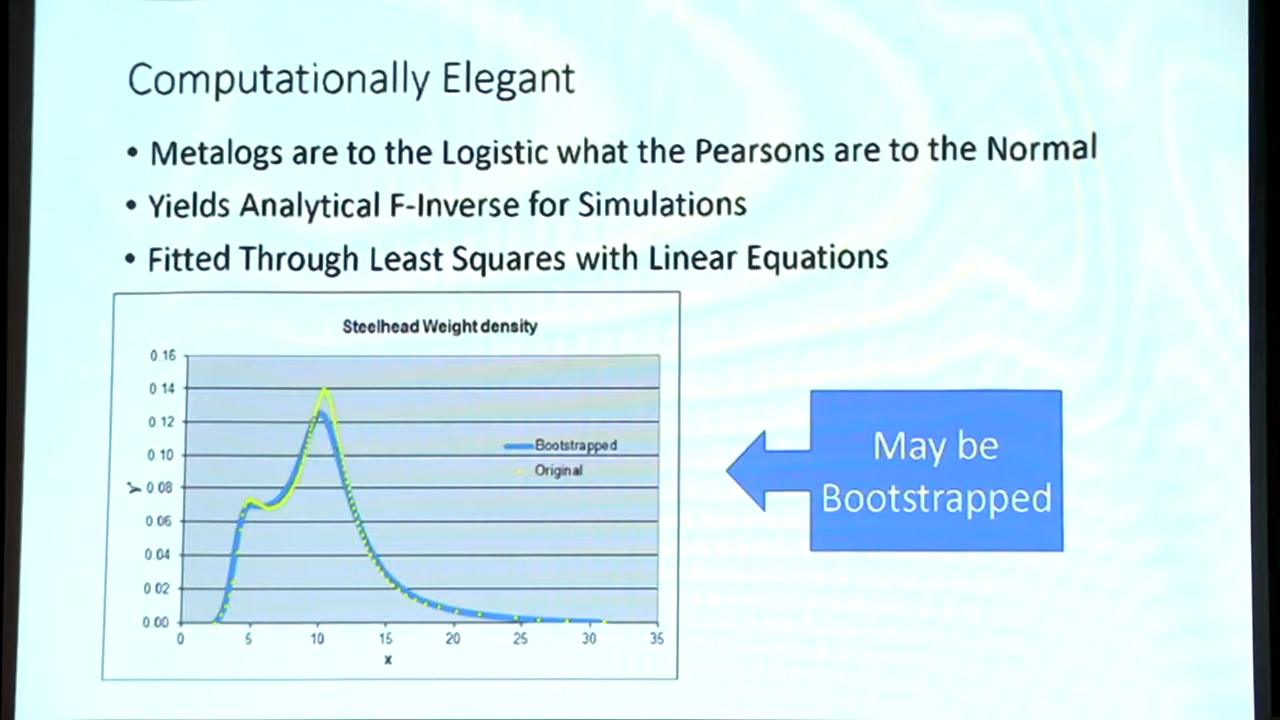 Computationally Elegant
• Metalogs are to the Logistic what the Pearsons are to the Normal
• Yields Analytical F-Inverse for Simulations
• Fitted Through Least Squares with Linear Equations
Steelhead Weight density
0.16
0.14
0.12
0.10
0.08
0.06
0.04
0.02
0.00
Y
Bootstrapped
Original
0 5 10 15 20 25 30 35
X
May be
Bootstrapped